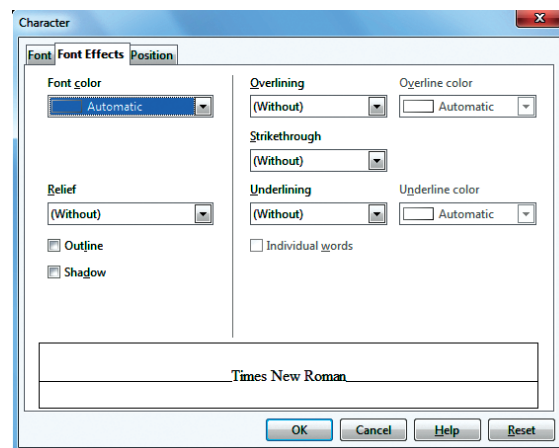 Character
Font Font Effects Position
Font color
Automatic
Overlining
(Without)
Overline color
Automatic
Strikethrough
(Without)
Relief
(Without)
Underlining
(Without)
Underline color
Automatic
Outline
Individual words
Shadow
Times New Roman
OK Cancel Help Reset